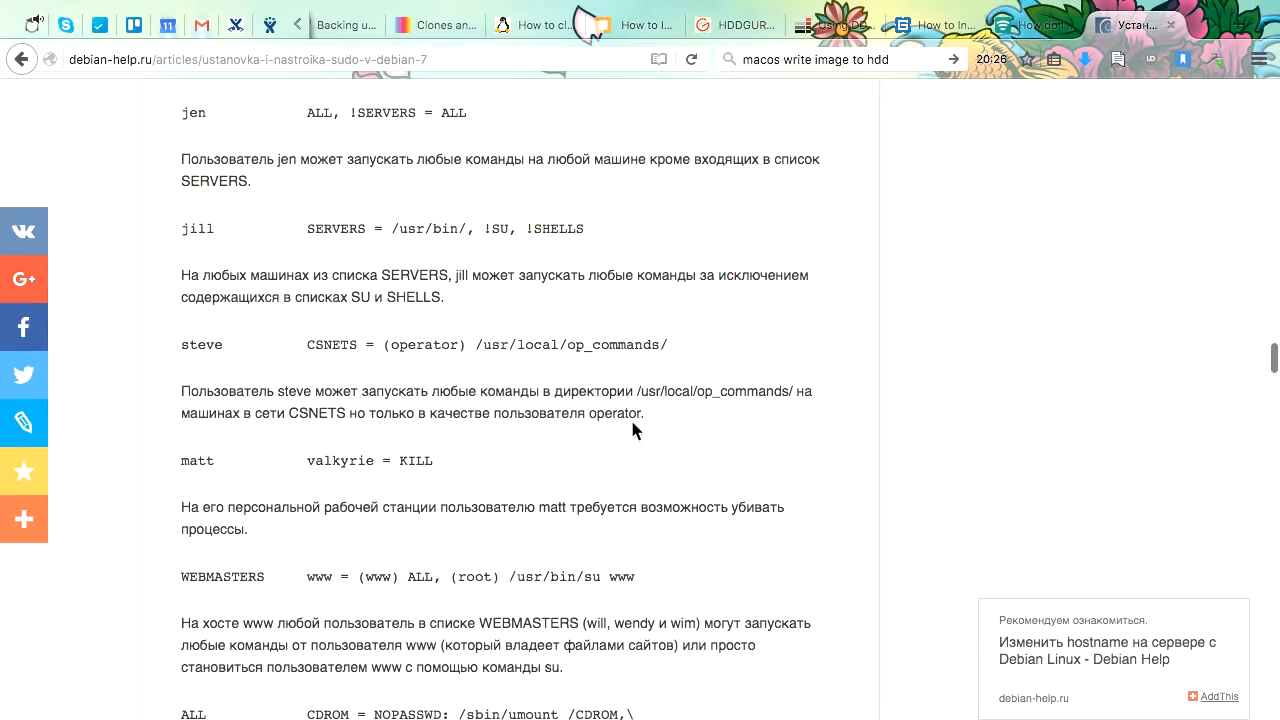 11
Backing u...
Clones an...
How to cl...
How to I...
HDDGUR...
Using DD...
How to In...
How do I...
Устан...
debian-help.ru/articles/ustanovka-i-nastroika-sudo-v-debian-7
macos write image to hdd
20:26
jen ALL, !SERVERS = ALL
Пользователь jen может запускать любые команды на любой машине кроме входящих в список
SERVERS.
jill SERVERS = /usr/bin/, !SU, !SHELLS
На любых машинах из списка SERVERS, jill может запускать любые команды за исключением
содержащихся в списках SU и SHELLS.
steve CSNETS = (operator) /usr/local/op_commands/
Пользователь steve может запускать любые команды в директории /usr/local/op_commands/ на
машинах в сети CSNETS но только в качестве пользователя operator.
matt valkyrie = KILL
На его персональной рабочей станции пользователю matt требуется возможность убивать
процессы.
WEBMASTERS www = (www) ALL, (root) /usr/bin/su www
На хосте www любой пользователь в списке WEBMASTERS (will, wendy и wim) могут запускать
любые команды от пользователя www (который владеет файлами сайтов) или просто
становиться пользователем www с помощью команды su.
ALL CDROM = NOPASSWD: /sbin/umount /CDROM,\
Рекомендуем ознакомиться.
Изменить hostname на сервере с
Debian Linux - Debian Help
debian-help.ru
AddThis